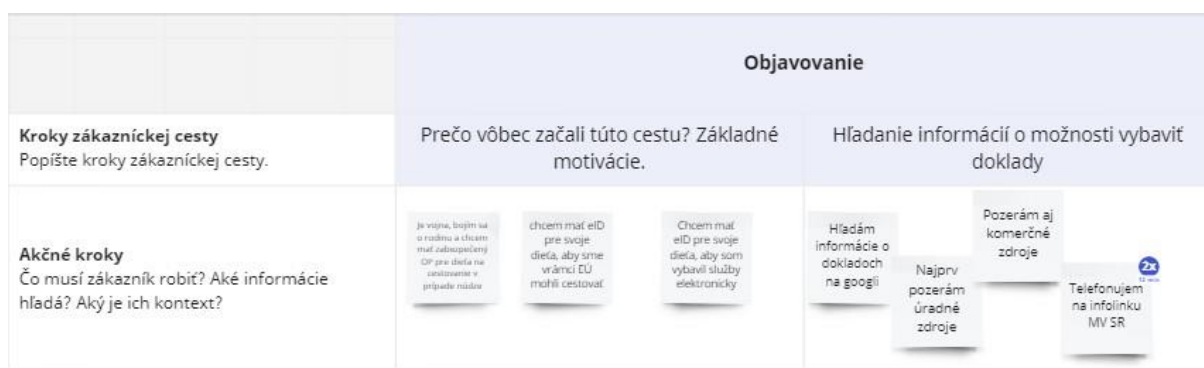 Objavovanie
Kroky zákazníckej cesty
Popíšte kroky zákazníckej cesty.
Prečo vôbec začali túto cestu? Základné
motivácie.
Hľadanie informácií o možnosti vybaviť
doklady
Akčné kroky
Čo musí zákazník robiť? Aké informácie
hľadá? Aký je ich kontext?
Je vojna, bojím sa
o rodinu a chcem
mať zabezpečený
OP pre dieťa na
cestovanie v
prípade núdze
chcem mať eID
pre svoje
dieťa, aby sme
vrámci EÚ
mohli cestovať
Chcem mať
eID pre svoje
dieťa, aby som
vybavil služby
elektronicky
Hľadám
informácie o
dokladoch
na googli
Najprv
pozerám
úradné
zdroje
Pozerám aj
komerčné
zdroje
2x
Telefonujem
na infolinku
MV SR